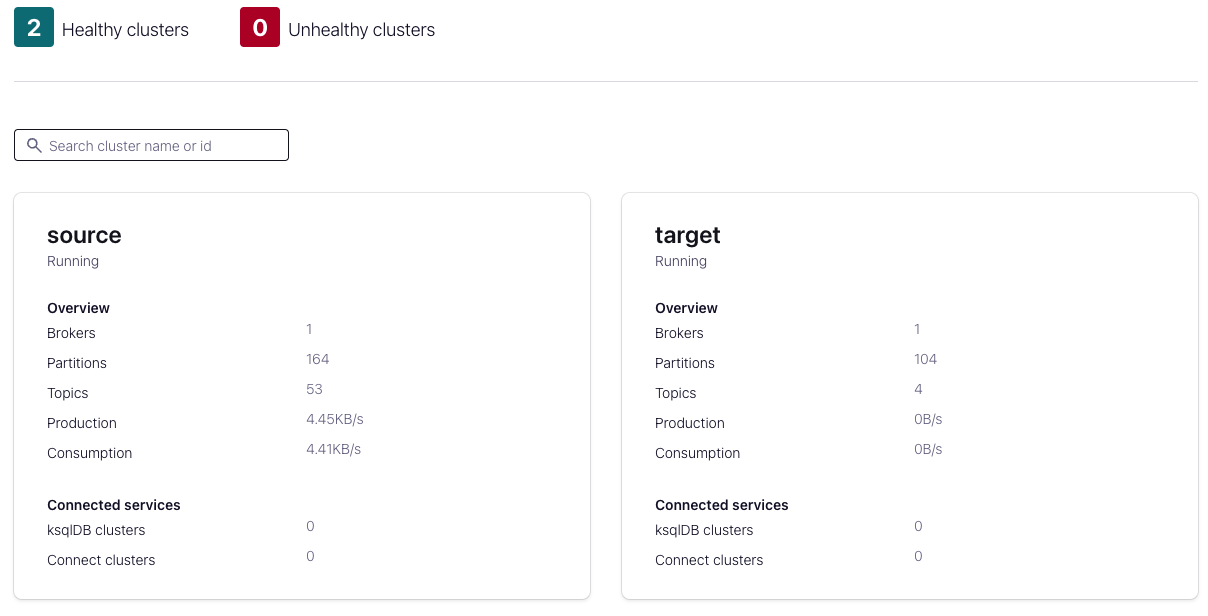 2 Healthy clusters 0 Unhealthy clusters
Search cluster name or id
source
Running
Overview
Brokers 1
Partitions 164
Topics 53
Production 4.45KB/s
Consumption 4.41KB/s
Connected services
ksqlDB clusters 0
Connect clusters 0
target
Running
Overview
Brokers 1
Partitions 104
Topics 4
Production 0B/s
Consumption 0B/s
Connected services
ksqlDB clusters 0
Connect clusters 0